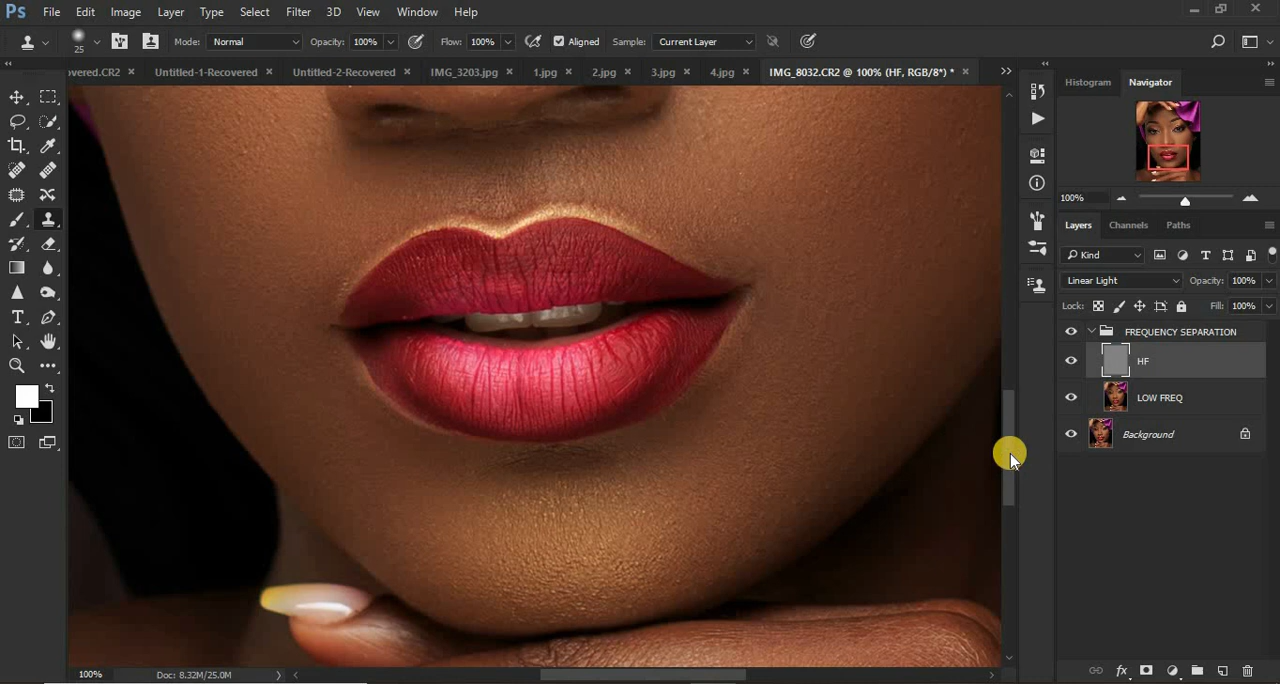 Ps File Edit Image Layer Type Select Filter 3D View Window Help
25 Mode: Normal Opacity: 100% Flow: 100% Aligned Sample: Current Layer
overed.CR2 × Untitled-1-Recovered × Untitled-2-Recovered × IMG_3203.jpg × 1.jpg × 2.jpg × 3.jpg × 4.jpg × IMG_8032.CR2 @ 100% (HF, RGB/8*) * ×
Histogram Navigator
100%
Layers Channels Paths
Kind
Linear Light Opacity: 100%
Lock: Fill: 100%
FREQUENCY SEPARATION
HF
LOW FREQ
Background
100% Doc: 8.32M/25.0M